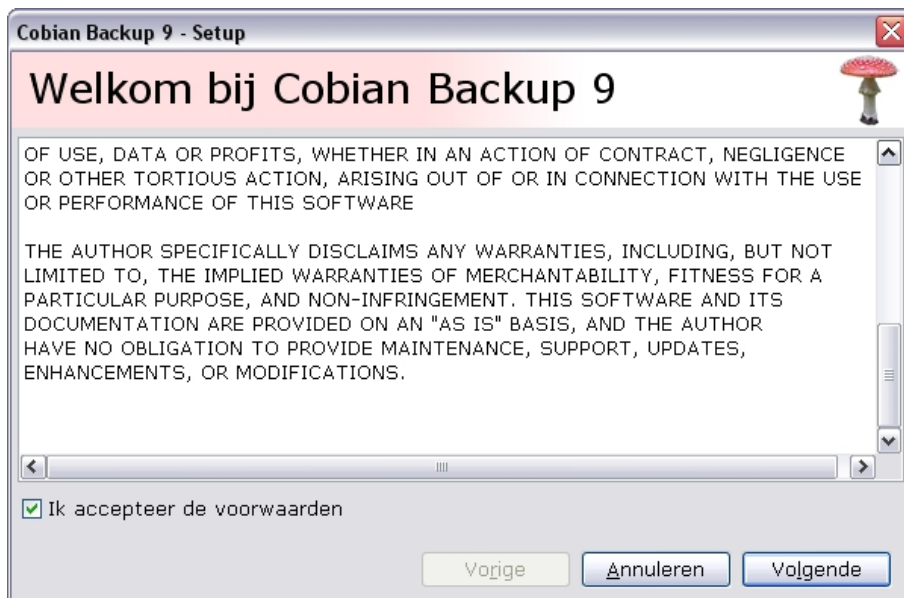 Cobian Backup 9 - Setup
Welkom bij Cobian Backup 9
OF USE, DATA OR PROFITS, WHETHER IN AN ACTION OF CONTRACT, NEGLIGENCE
OR OTHER TORTIOUS ACTION, ARISING OUT OF OR IN CONNECTION WITH THE USE
OR PERFORMANCE OF THIS SOFTWARE
THE AUTHOR SPECIFICALLY DISCLAIMS ANY WARRANTIES, INCLUDING, BUT NOT
LIMITED TO, THE IMPLIED WARRANTIES OF MERCHANTABILITY, FITNESS FOR A
PARTICULAR PURPOSE, AND NON-INFRINGEMENT. THIS SOFTWARE AND ITS
DOCUMENTATION ARE PROVIDED ON AN "AS IS" BASIS, AND THE AUTHOR
HAVE NO OBLIGATION TO PROVIDE MAINTENANCE, SUPPORT, UPDATES,
ENHANCEMENTS, OR MODIFICATIONS.
Ik accepteer de voorwaarden
Vorige Annuleren Volgende